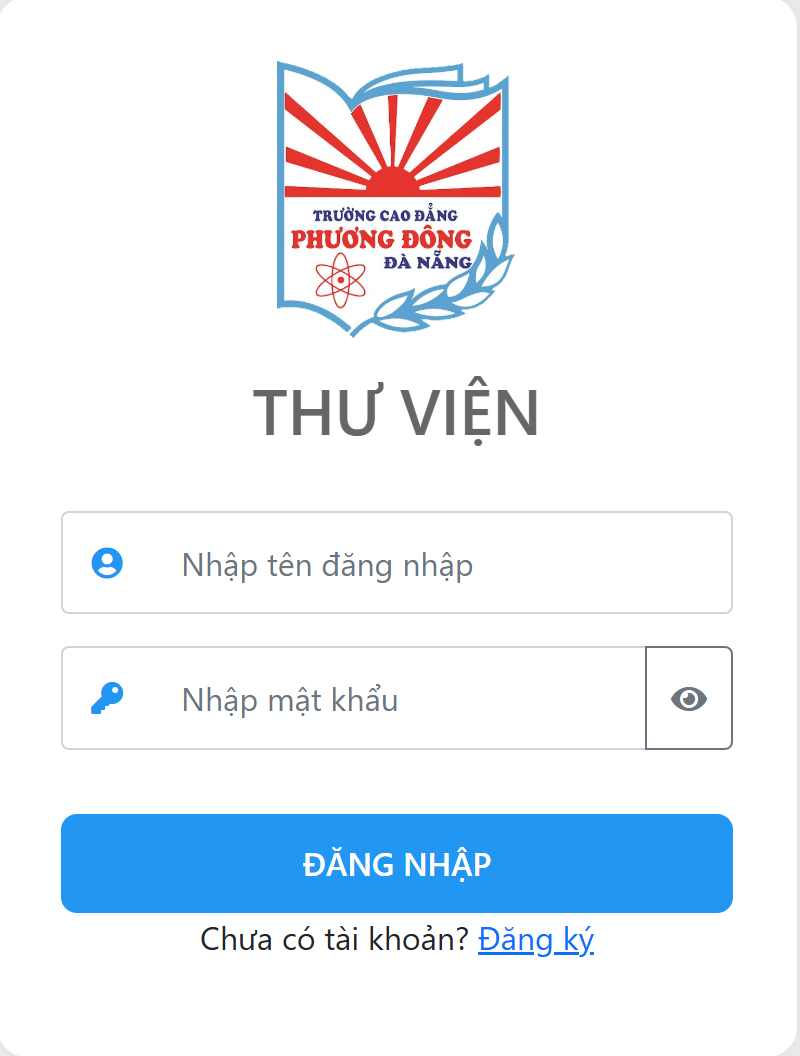 TRƯỜNG CAO ĐẲNG
PHƯƠNG ĐÔNG
ĐÀ NẴNG
THƯ VIỆN
Nhập tên đăng nhập
Nhập mật khẩu
ĐĂNG NHẬP
Chưa có tài khoản? Đăng ký